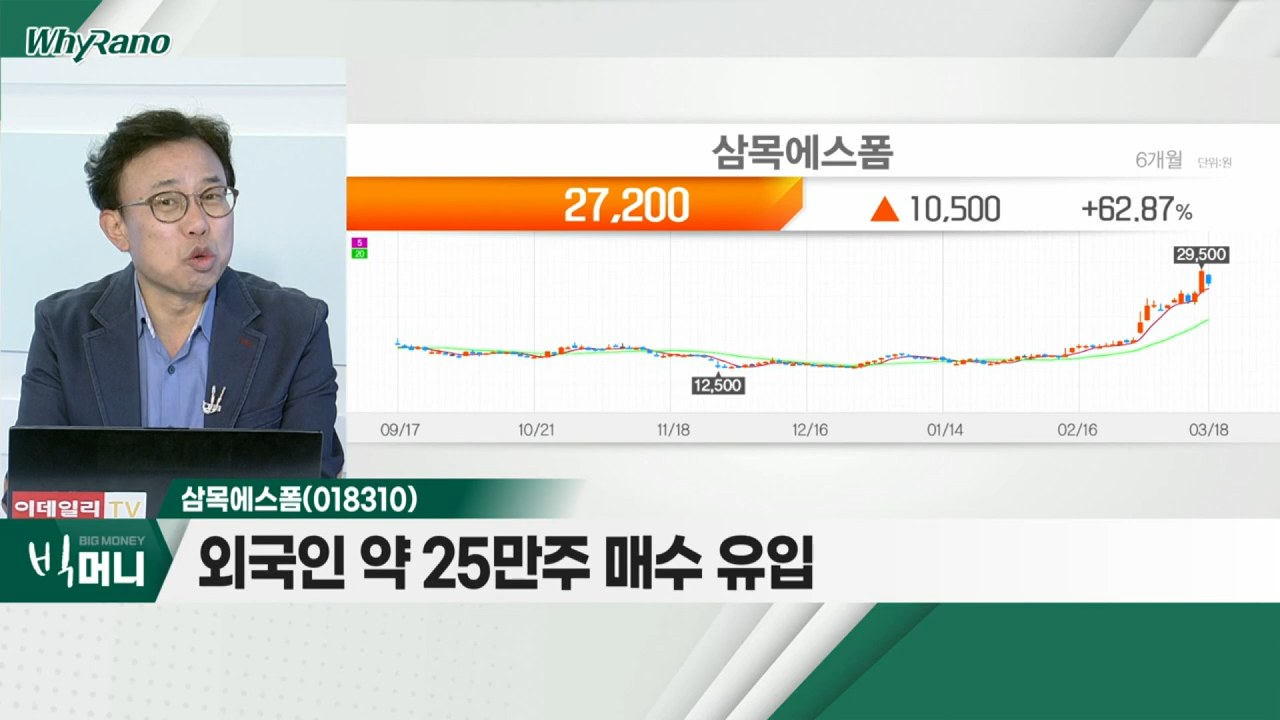 WhyRano
삼목에스폼
6개월 단위:원
27,200 ▲ 10,500 +62.87%
5
20
29,500
12,500
09/17 10/21 11/18 12/16 01/14 02/16 03/18
이데일리 TV
삼목에스폼(018310)
BIG MONEY
빅머니
외국인 약 25만주 매수 유입